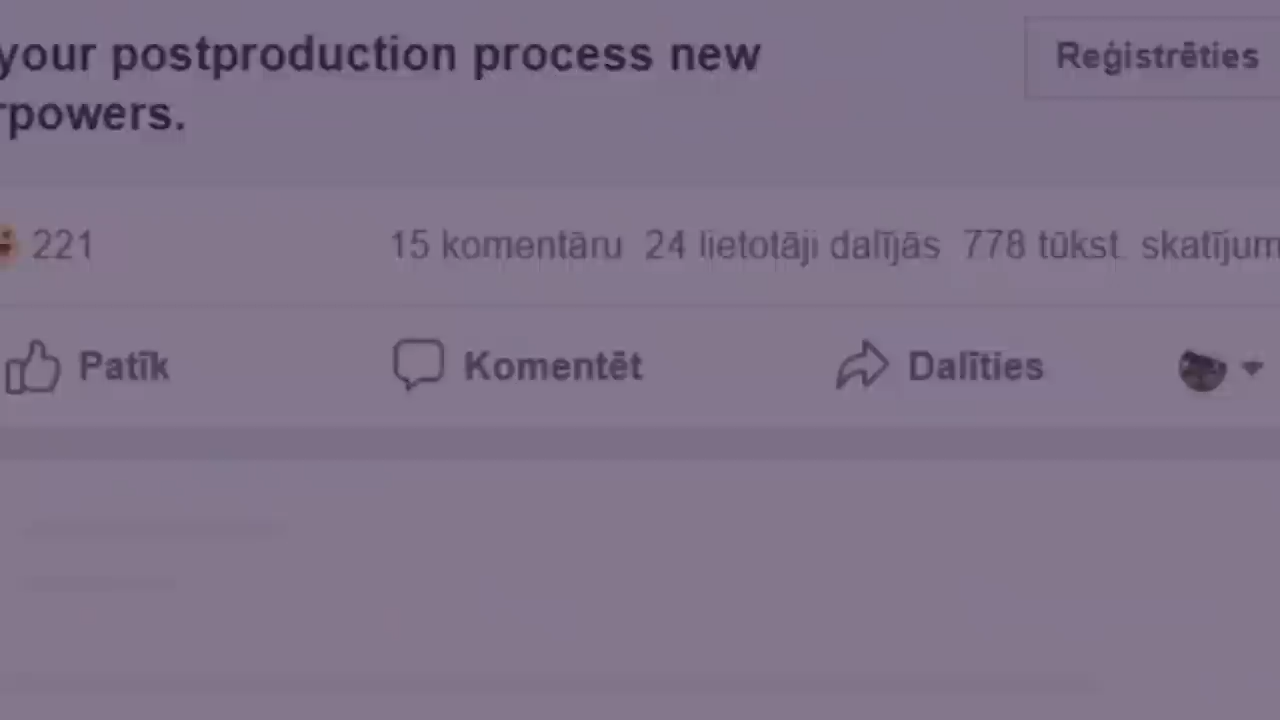 your postproduction process new
rpowers.
Reģistrēties
221
15 komentāru 24 lietotāji dalījās 778 tūkst. skatījum
Patīk
Komentēt
Dalīties